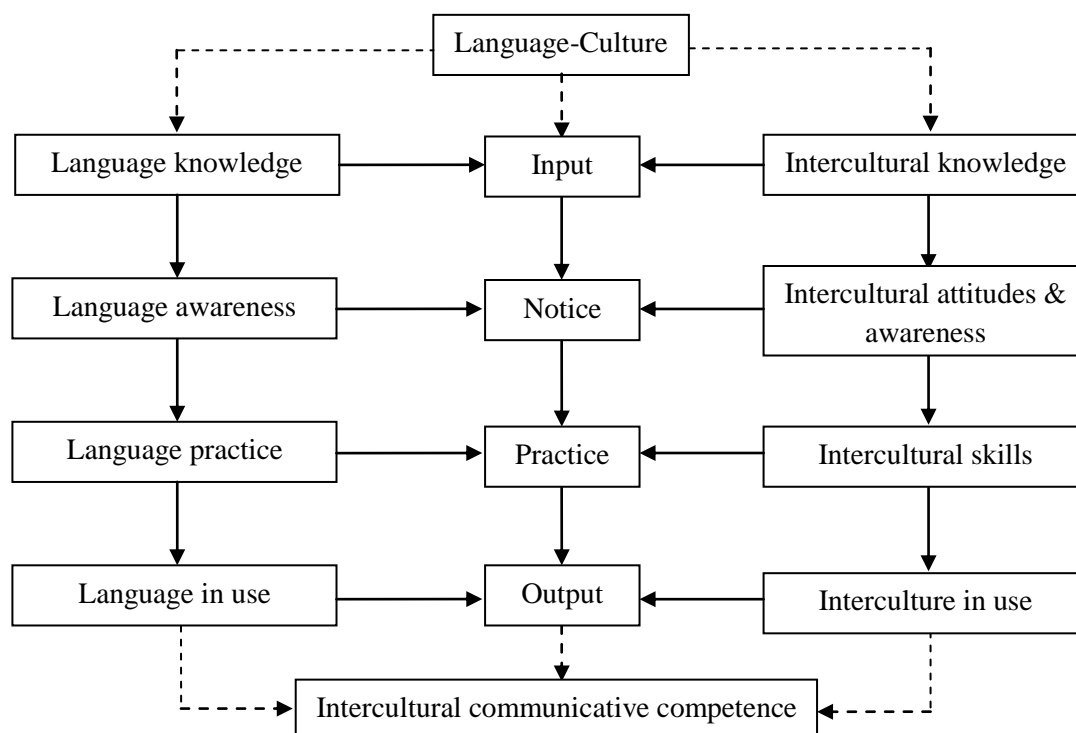 Language-Culture
Language knowledge
Input
Intercultural knowledge
Language awareness
Notice
Intercultural attitudes &
awareness
Language practice
Practice
Intercultural skills
Language in use
Output
Interculture in use
Intercultural communicative competence